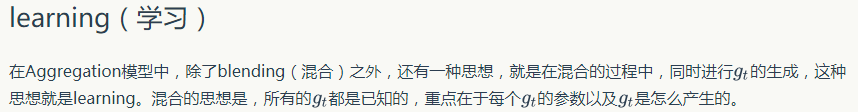 learning（学习）
在Aggregation模型中，除了blending（混合）之外，还有一种思想，就是在混合的过程中，同时进行gt的生成，这种
思想就是learning。混合的思想是，所有的gt都是已知的，重点在于每个gt的参数以及gt是怎么产生的。